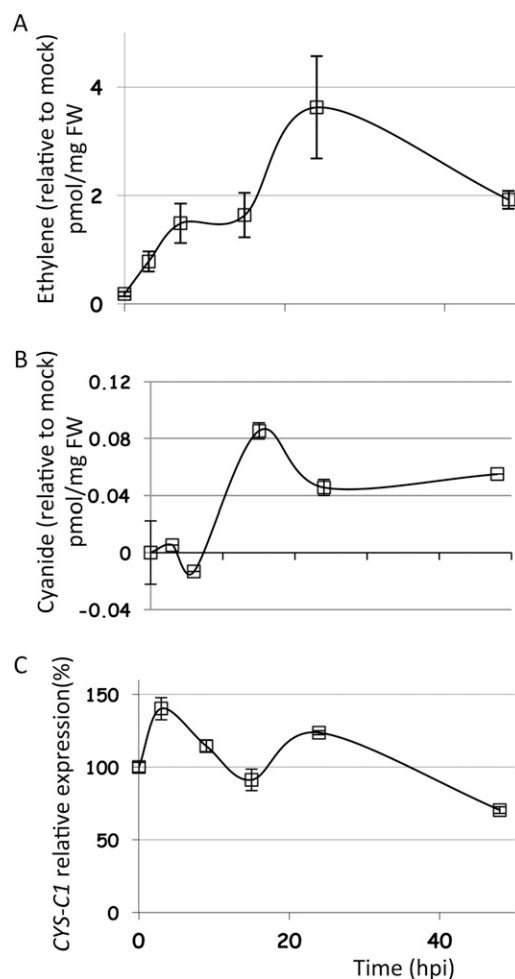 A
Ethylene (relative to mock)
pmol/mg FW
4
2
0
B
Cyanide (relative to mock)
pmol/mg FW
0.12
0.08
0.04
0
-0.04
C
CYS-C1 relative expression(%)
150
100
50
0
0 20 40
Time (hpi)